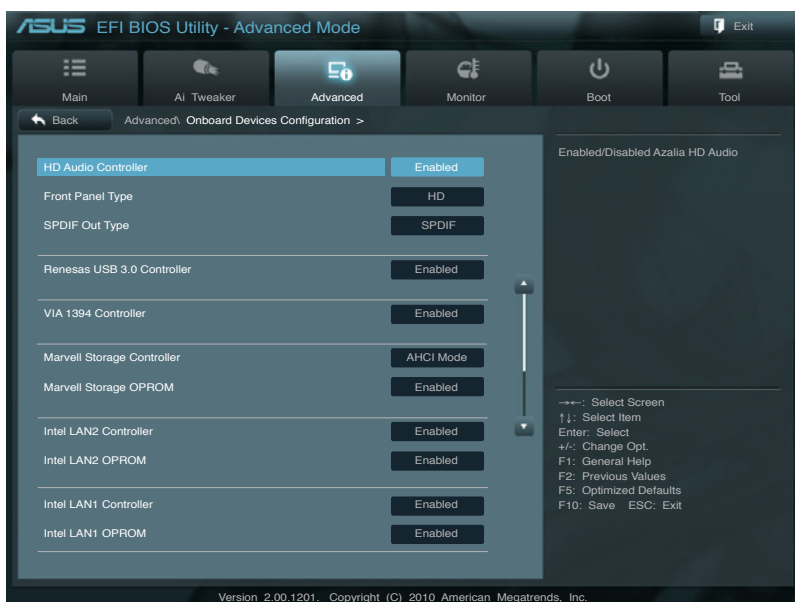 ASUS EFI BIOS Utility - Advanced Mode
Exit
Main
Ai Tweaker
Advanced
Monitor
Boot
Tool
Back
Advanced\ Onboard Devices Configuration >
HD Audio Controller Enabled
Front Panel Type HD
SPDIF Out Type SPDIF
Renesas USB 3.0 Controller Enabled
VIA 1394 Controller Enabled
Marvell Storage Controller AHCI Mode
Marvell Storage OPROM Enabled
Intel LAN2 Controller Enabled
Intel LAN2 OPROM Enabled
Intel LAN1 Controller Enabled
Intel LAN1 OPROM Enabled
Enabled/Disabled Azalia HD Audio
→←: Select Screen
↑↓: Select Item
Enter: Select
+/-: Change Opt.
F1: General Help
F2: Previous Values
F5: Optimized Defaults
F10: Save ESC: Exit
Version 2.00.1201. Copyright (C) 2010 American Megatrends, Inc.